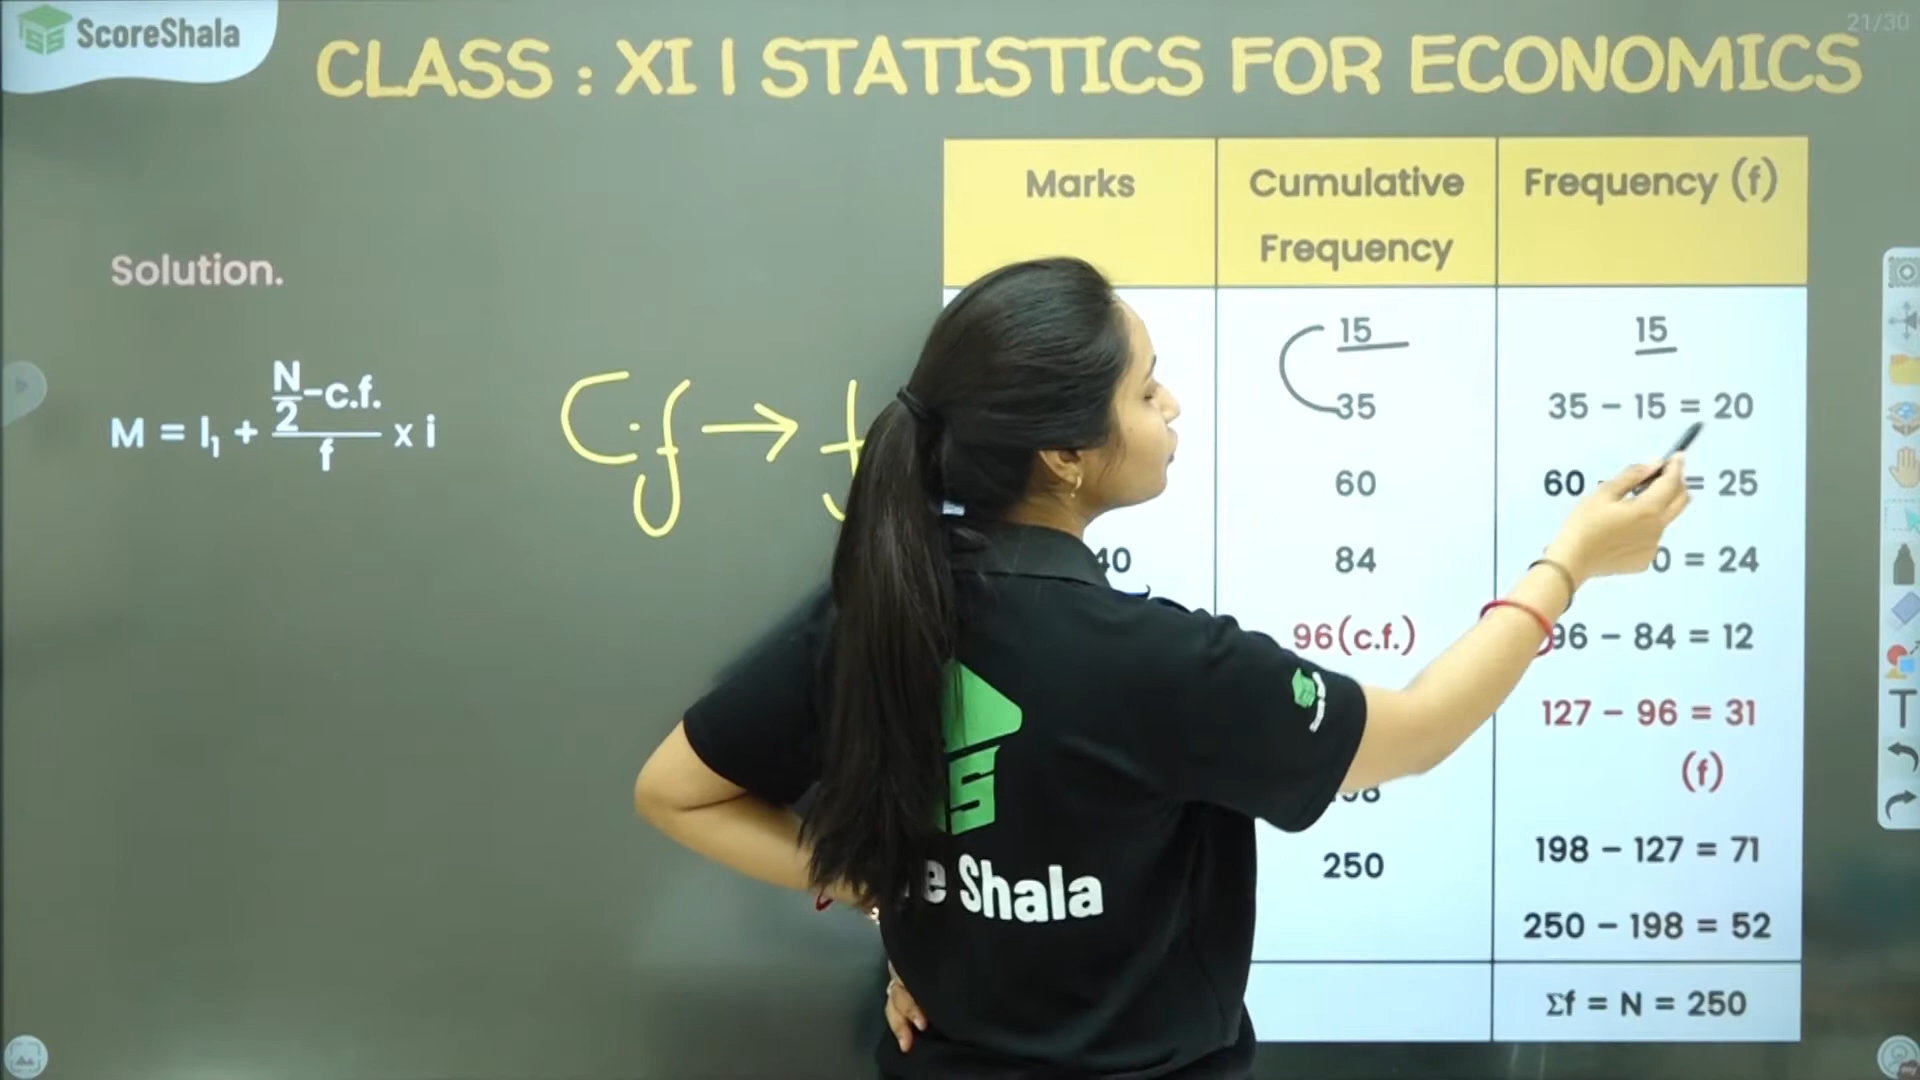 ScoreShala
21/30
CLASS : XI | STATISTICS FOR ECONOMICS
Marks Cumulative Frequency Frequency (f)
Solution.
M = l₁ + (N/2 – c.f.)/f x i
C.f →
15 15
35 35 – 15 = 20
60 60 = 25
40 84 0 = 24
96(c.f.) 96 – 84 = 12
127 – 96 = 31
(f)
198 – 127 = 71
250
250 – 198 = 52
Σf = N = 250
T
Shala